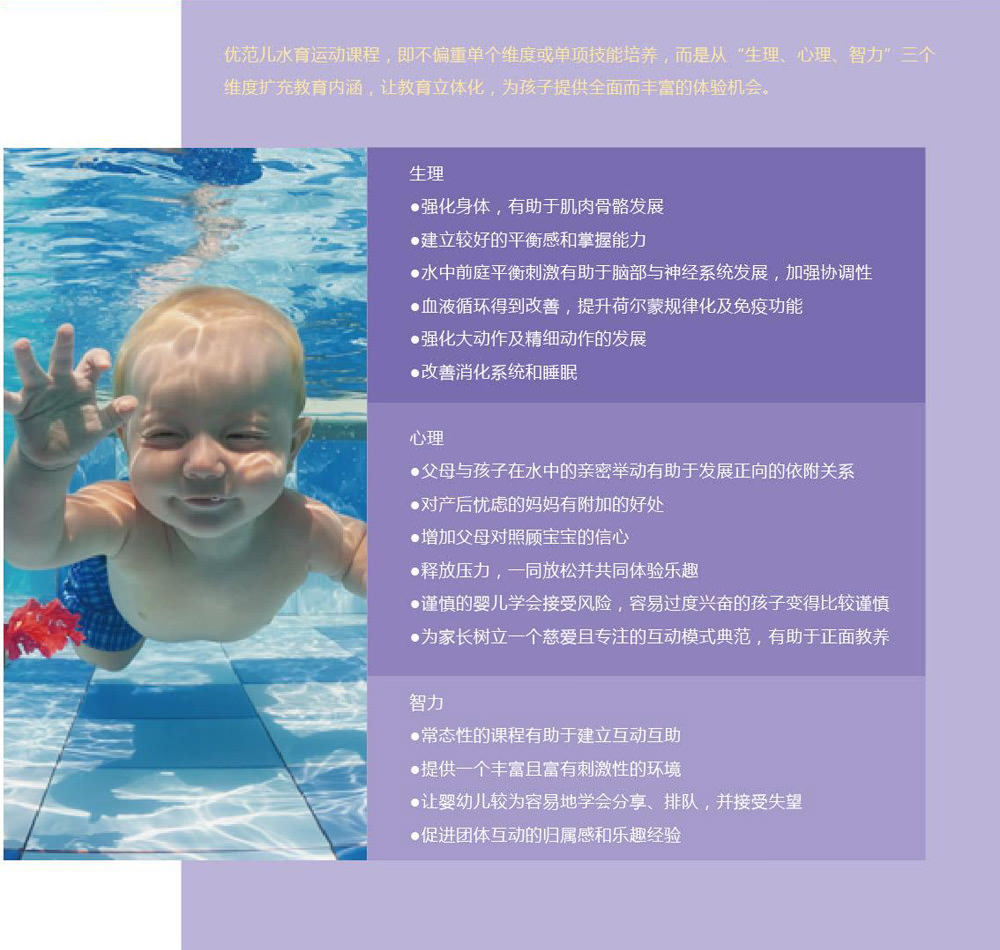 优范儿水育运动课程，即不偏重单个维度或单项技能培养，而是从“生理、心理、智力”三个
维度扩充教育内涵，让教育立体化，为孩子提供全面而丰富的体验机会。
生理
●强化身体，有助于肌肉骨骼发展
●建立较好的平衡感和掌握能力
●水中前庭平衡刺激有助于脑部与神经系统发展，加强协调性
●血液循环得到改善，提升荷尔蒙规律化及免疫功能
●强化大动作及精细动作的发展
●改善消化系统和睡眠
心理
●父母与孩子在水中的亲密举动有助于发展正向的依附关系
●对产后忧虑的妈妈有附加的好处
●增加父母对照顾宝宝的信心
●释放压力，一同放松并共同体验乐趣
●谨慎的婴儿学会接受风险，容易过度兴奋的孩子变得比较谨慎
●为家长树立一个慈爱且专注的互动模式典范，有助于正面教养
智力
●常态性的课程有助于建立互动互助
●提供一个丰富且富有刺激性的环境
●让婴幼儿较为容易地学会分享、排队，并接受失望
●促进团体互动的归属感和乐趣经验